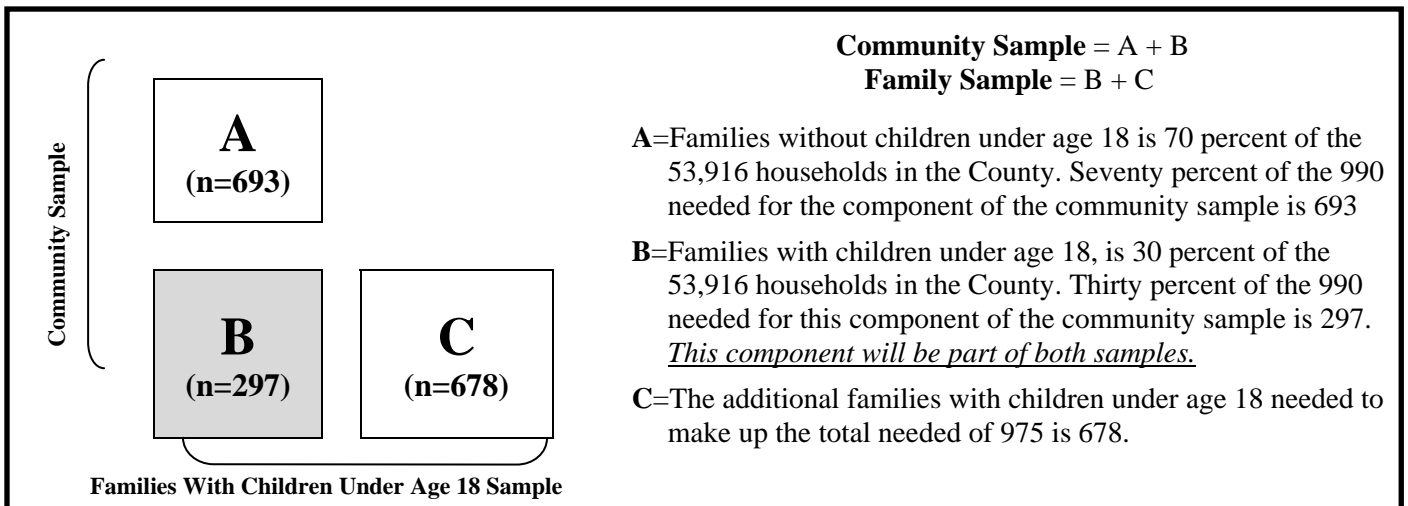 Community Sample
A
(n=693)
B
(n=297)
C
(n=678)
Families With Children Under Age 18 Sample
Community Sample = A + B
Family Sample = B + C
A=Families without children under age 18 is 70 percent of the
53,916 households in the County. Seventy percent of the 990
needed for the component of the community sample is 693
B=Families with children under age 18, is 30 percent of the
53,916 households in the County. Thirty percent of the 990
needed for this component of the community sample is 297.
This component will be part of both samples.
C=The additional families with children under age 18 needed to
make up the total needed of 975 is 678.